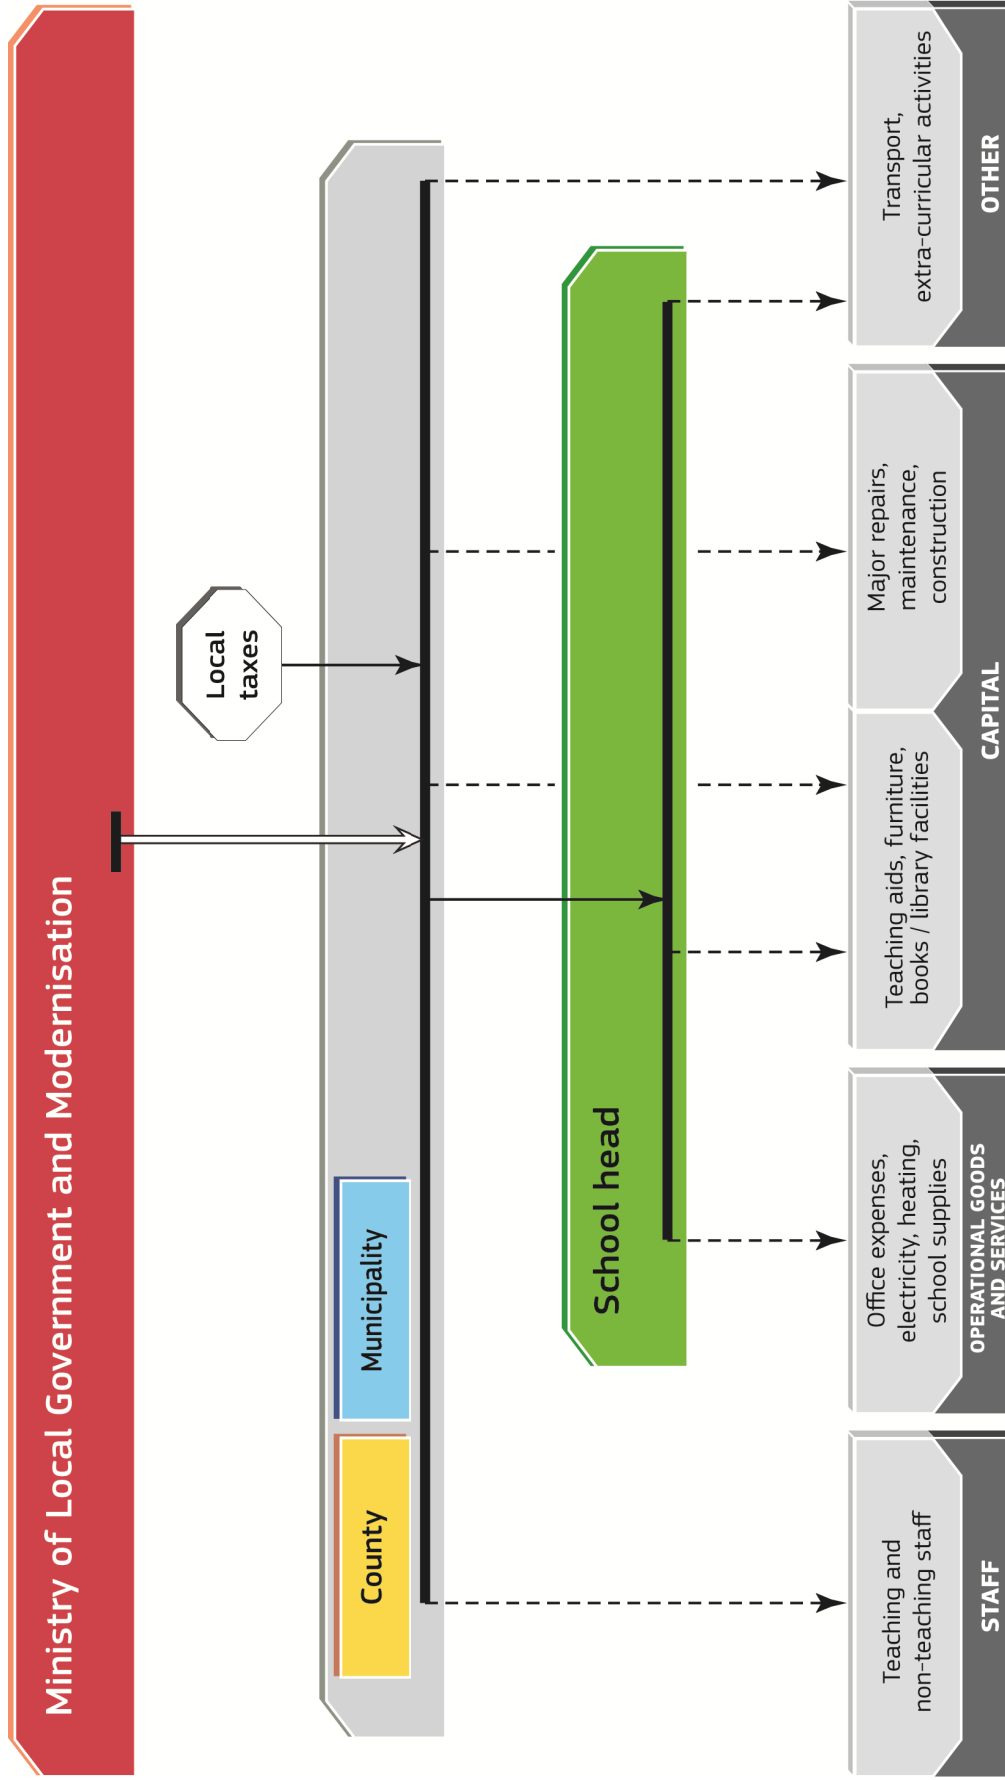 Ministry of Local Government and Modernisation
Local
taxes
County
Municipality
School head
Teaching and
non-teaching staff
STAFF
Office expenses,
electricity, heating,
school supplies
OPERATIONAL GOODS
AND SERVICES
Teaching aids, furniture,
books / library facilities
Major repairs,
maintenance,
construction
CAPITAL
Transport,
extra-curricular activities
OTHER